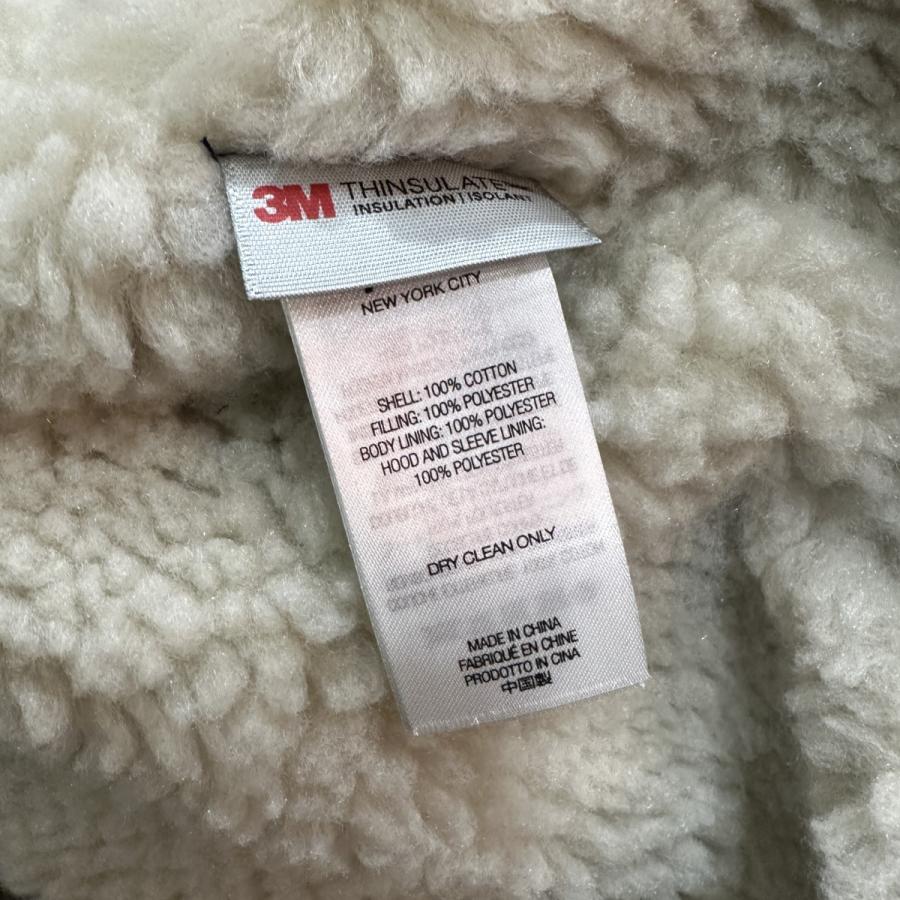 3M THINSULATE
INSULATION | ISOLANT
NEW YORK CITY
SHELL: 100% COTTON
FILLING: 100% POLYESTER
BODY LINING: 100% POLYESTER
HOOD AND SLEEVE LINING:
100% POLYESTER
DRY CLEAN ONLY
MADE IN CHINA
FABRIQUÉ EN CHINE
PRODOTTO IN CINA
中国製